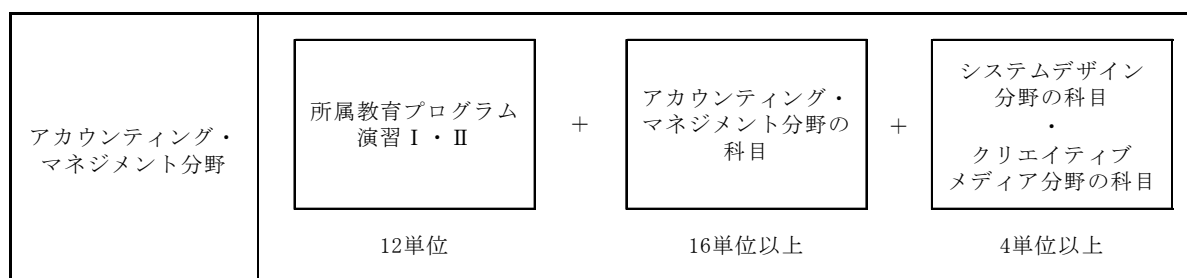 アカウンティング・
マネジメント分野
所属教育プログラム
演習Ⅰ・Ⅱ
12単位
+
アカウンティング・
マネジメント分野の
科目
16単位以上
+
システムデザイン
分野の科目
・
クリエイティブ
メディア分野の科目
4単位以上